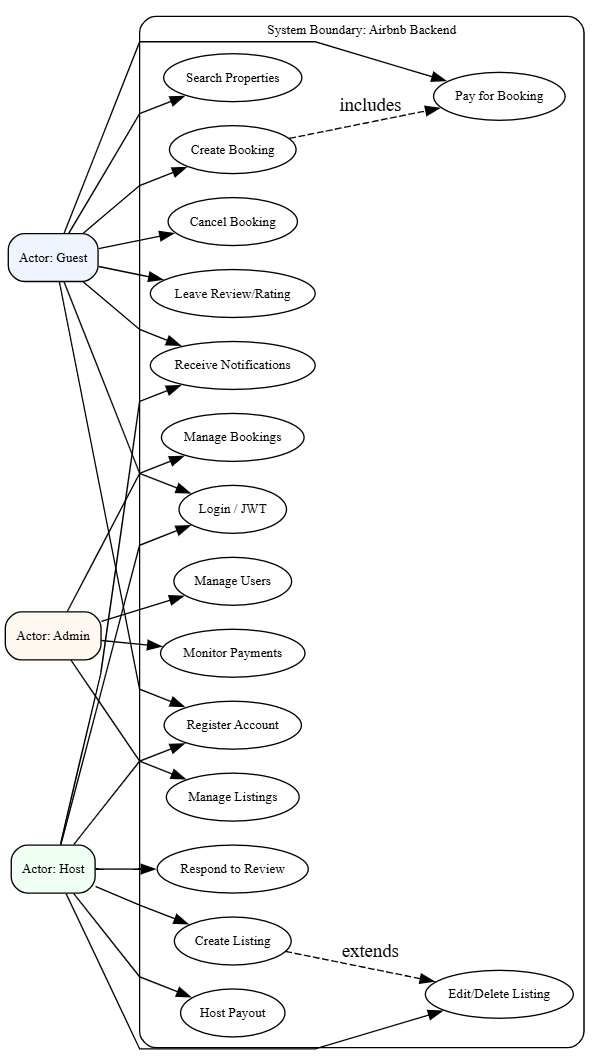 System Boundary: Airbnb Backend
Search Properties
Pay for Booking
includes
Create Booking
Cancel Booking
Actor: Guest
Leave Review/Rating
Receive Notifications
Manage Bookings
Login / JWT
Manage Users
Actor: Admin
Monitor Payments
Register Account
Manage Listings
Actor: Host
Respond to Review
Create Listing
extends
Edit/Delete Listing
Host Payout